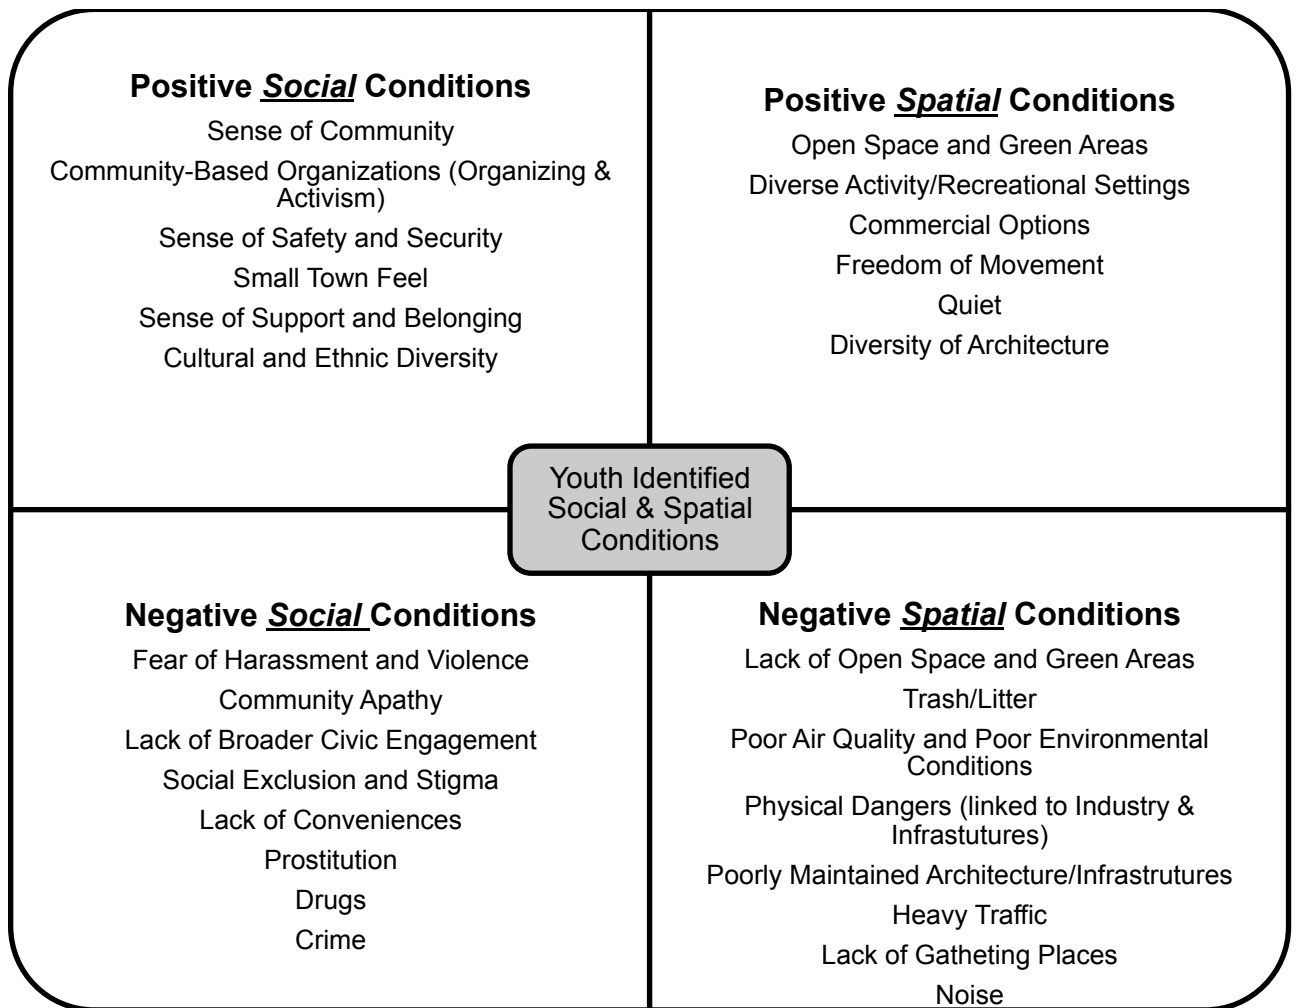 Positive Social Conditions
Sense of Community
Community-Based Organizations (Organizing &
Activism)
Sense of Safety and Security
Small Town Feel
Sense of Support and Belonging
Cultural and Ethnic Diversity
Positive Spatial Conditions
Open Space and Green Areas
Diverse Activity/Recreational Settings
Commercial Options
Freedom of Movement
Quiet
Diversity of Architecture
Youth Identified
Social & Spatial
Conditions
Negative Social Conditions
Fear of Harassment and Violence
Community Apathy
Lack of Broader Civic Engagement
Social Exclusion and Stigma
Lack of Conveniences
Prostitution
Drugs
Crime
Negative Spatial Conditions
Lack of Open Space and Green Areas
Trash/Litter
Poor Air Quality and Poor Environmental
Conditions
Physical Dangers (linked to Industry &
Infrastutures)
Poorly Maintained Architecture/Infrastrutures
Heavy Traffic
Lack of Gatheting Places
Noise